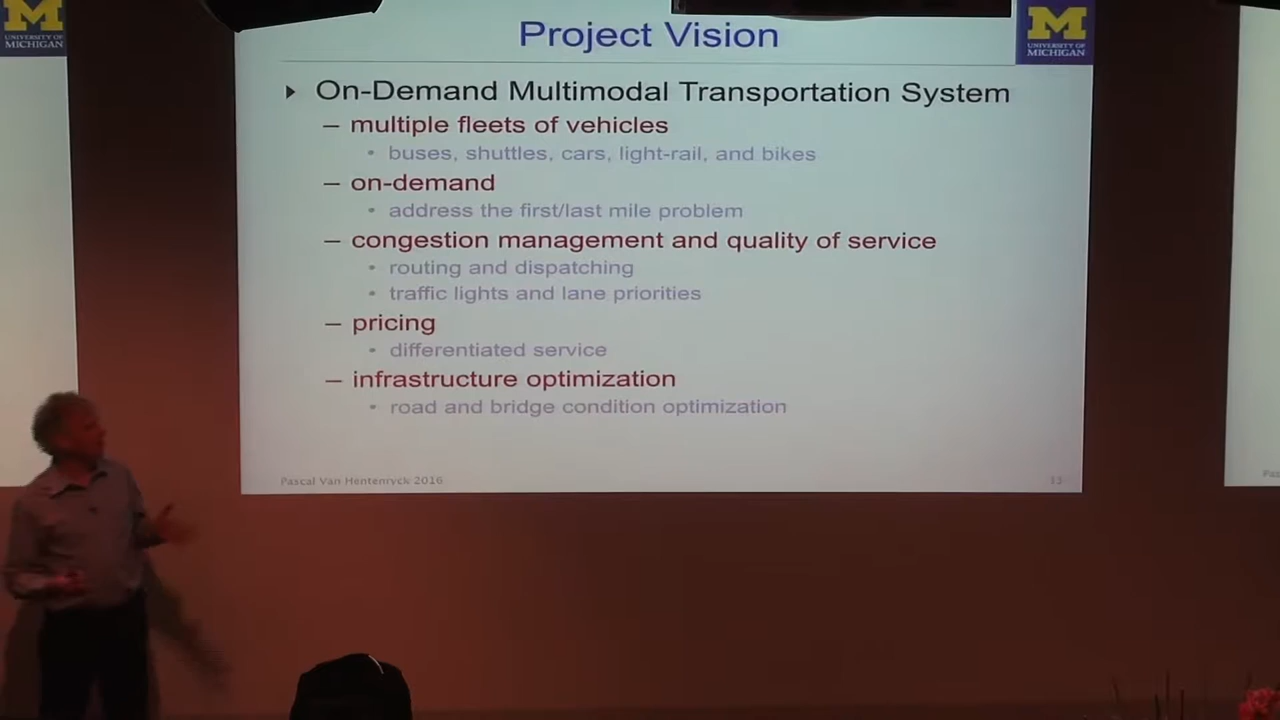 M
UNIVERSITY OF
MICHIGAN
Project Vision
M
UNIVERSITY OF
MICHIGAN
On-Demand Multimodal Transportation System
– multiple fleets of vehicles
• buses, shuttles, cars, light-rail, and bikes
– on-demand
• address the first/last mile problem
– congestion management and quality of service
• routing and dispatching
• traffic lights and lane priorities
– pricing
• differentiated service
– infrastructure optimization
• road and bridge condition optimization
Pascal Van Hentenryck 2016